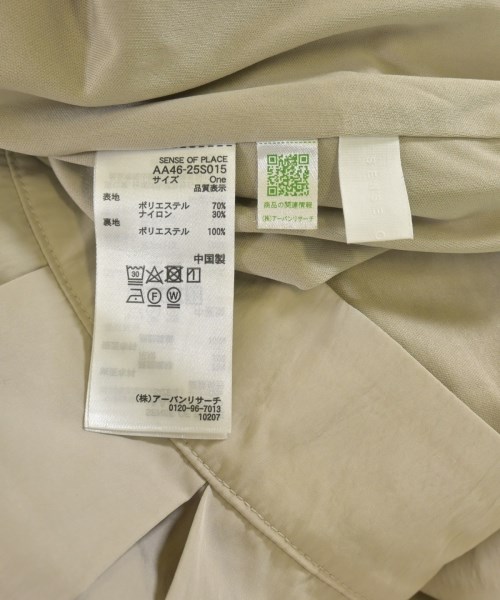 SENSE OF PLACE
AA46-25S015
サイズ One
品質表示
表地
ポリエステル 70%
ナイロン 30%
裏地
ポリエステル 100%
中国製
30
F W
(株)アーバンリサーチ
0120-96-7013
10207
商品の関連情報
(株)アーバンリサーチ